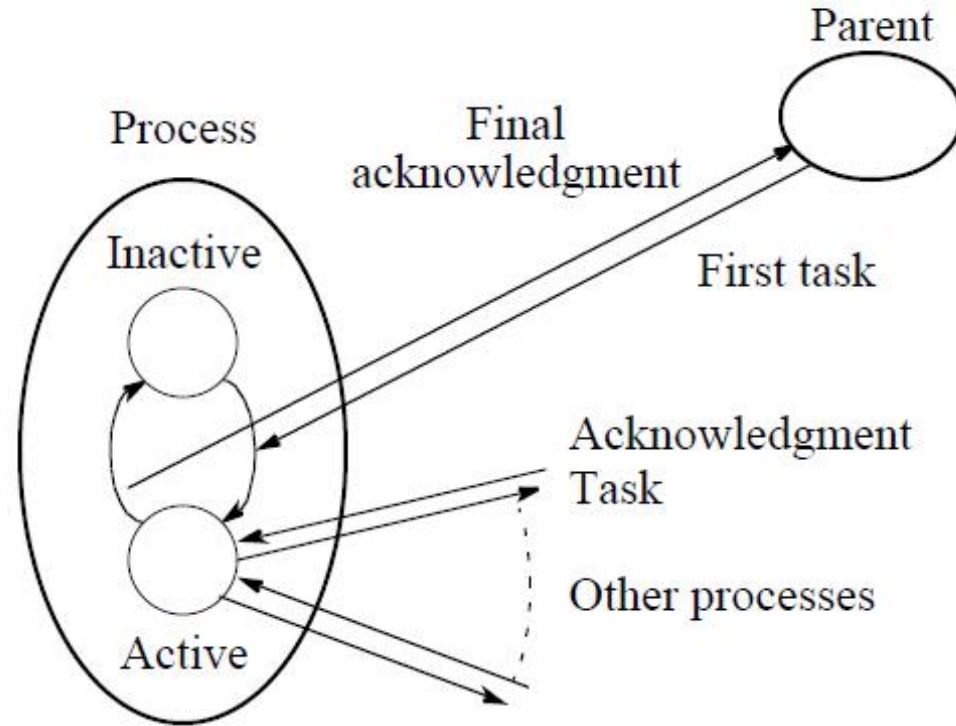 Parent
Process
Final
acknowledgment
Inactive
First task
Acknowledgment
Task
Other processes
Active